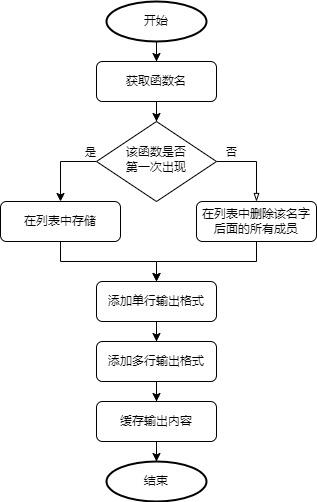 开始
获取函数名
该函数是否
第一次出现
是
否
在列表中存储
在列表中删除该名字
后面的所有成员
添加单行输出格式
添加多行输出格式
缓存输出内容
结束